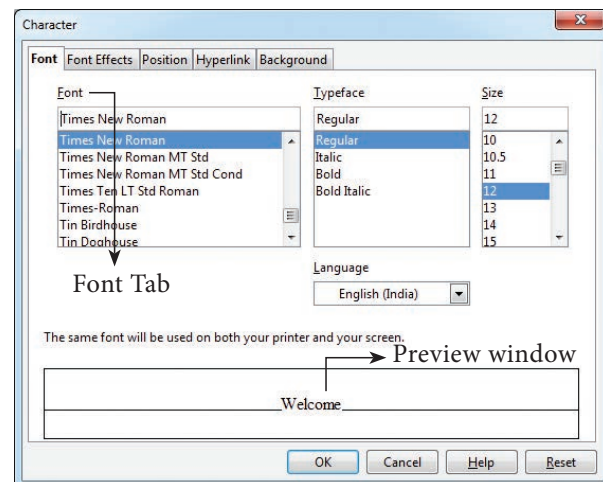 Character
Font Font Effects Position Hyperlink Background
Font Typeface Size
Times New Roman Regular 12
Times New Roman Regular 10
Times New Roman MT Std Italic 10.5
Times New Roman MT Std Cond Bold 11
Times Ten LT Std Roman Bold Italic 12
Times-Roman 13
Tin Birdhouse 14
Tin Doghouse 15
Font Tab
Language
English (India)
The same font will be used on both your printer and your screen.
Preview window
Welcome
OK Cancel Help Reset